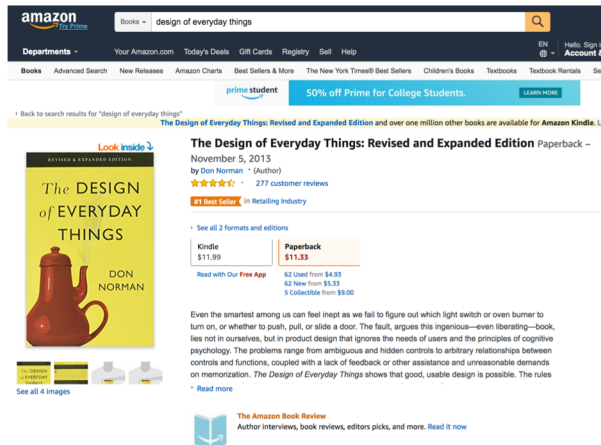 amazon
Try Prime
Books
design of everyday things
Departments
Your Amazon.com Today's Deals Gift Cards Registry Sell Help
EN
Hello. Sign i
Account &
Books Advanced Search New Releases Amazon Charts Best Sellers & More The New York Times® Best Sellers Children's Books Textbooks Textbook Rentals Se
prime student
50% off Prime for College Students.
LEARN MORE
‹ Back to search results for "design of everyday things"
The Design of Everyday Things: Revised and Expanded Edition and over one million other books are available for Amazon Kindle. L
Look inside
REVISED & EXPANDED EDITION
The DESIGN
of EVERYDAY
THINGS
DON
NORMAN
See all 4 images
The Design of Everyday Things: Revised and Expanded Edition Paperback –
November 5, 2013
by Don Norman (Author)
277 customer reviews
#1 Best Seller in Retailing Industry
See all 2 formats and editions
Kindle
$11.99
Paperback
$11.33
Read with Our Free App
62 Used from $4.93
62 New from $5.33
5 Collectible from $9.00
Even the smartest among us can feel inept as we fail to figure out which light switch or oven burner to
turn on, or whether to push, pull, or slide a door. The fault, argues this ingenious—even liberating—book,
lies not in ourselves, but in product design that ignores the needs of users and the principles of cognitive
psychology. The problems range from ambiguous and hidden controls to arbitrary relationships between
controls and functions, coupled with a lack of feedback or other assistance and unreasonable demands
on memorization. The Design of Everyday Things shows that good, usable design is possible. The rules
Read more
The Amazon Book Review
Author interviews, book reviews, editors picks, and more. Read it now